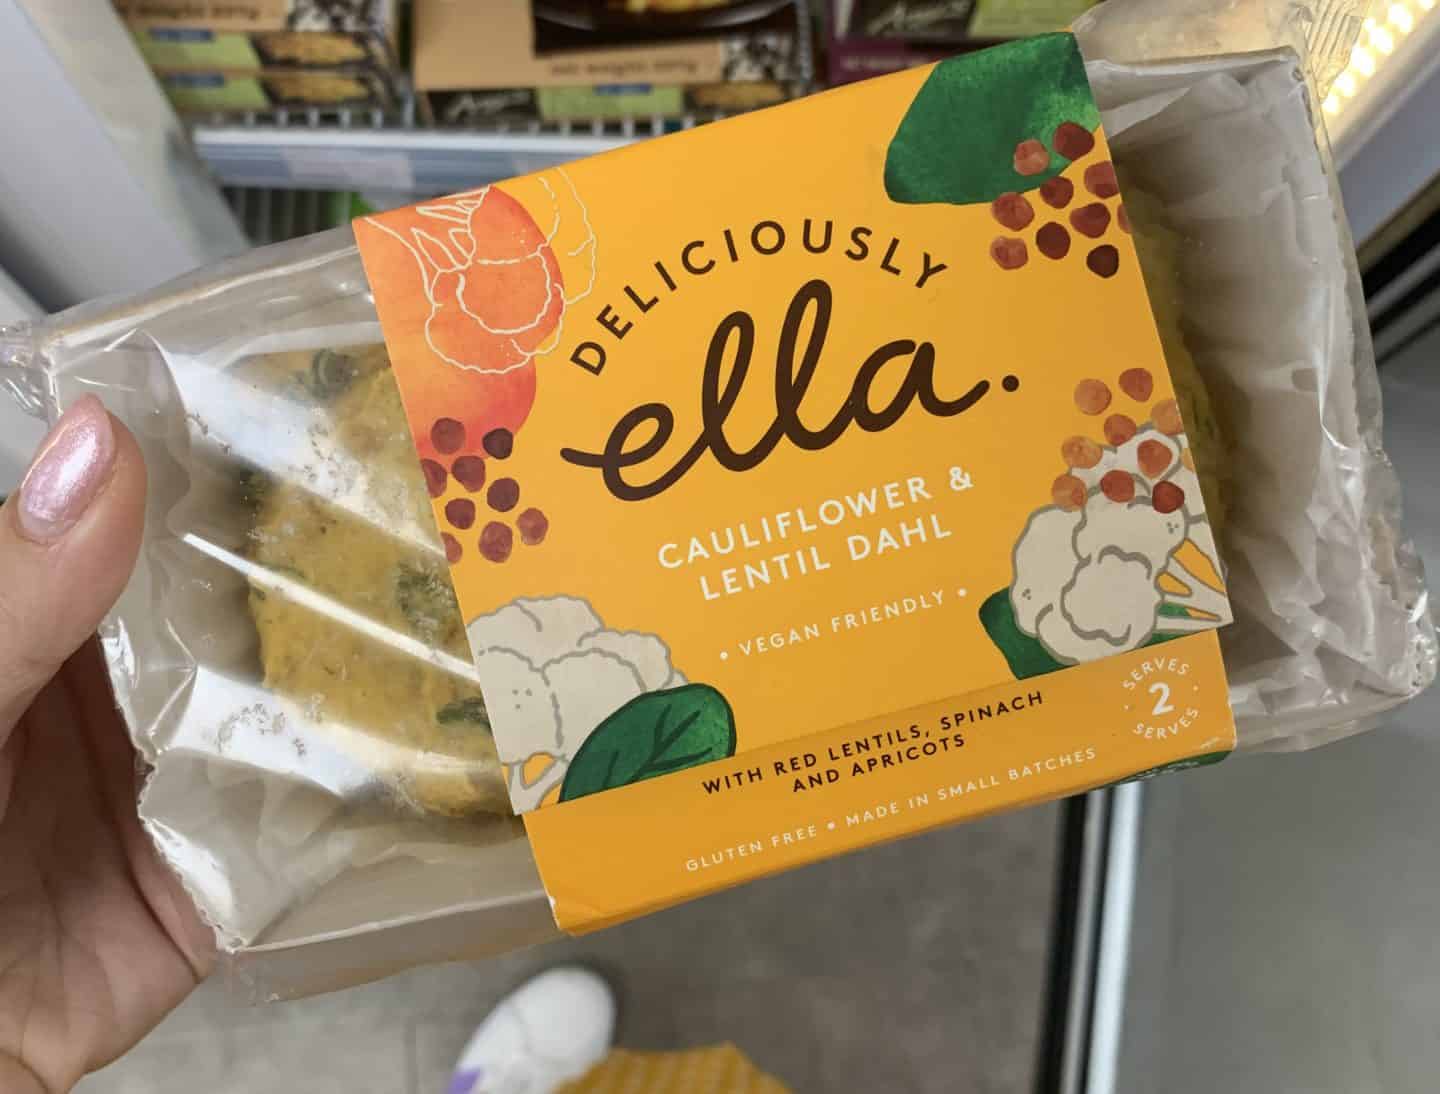 DELICIOUSLY
ella.
CAULIFLOWER &
LENTIL DAHL
• VEGAN FRIENDLY •
WITH RED LENTILS, SPINACH
AND APRICOTS
SERVES
2
SERVES
GLUTEN FREE • MADE IN SMALL BATCHES